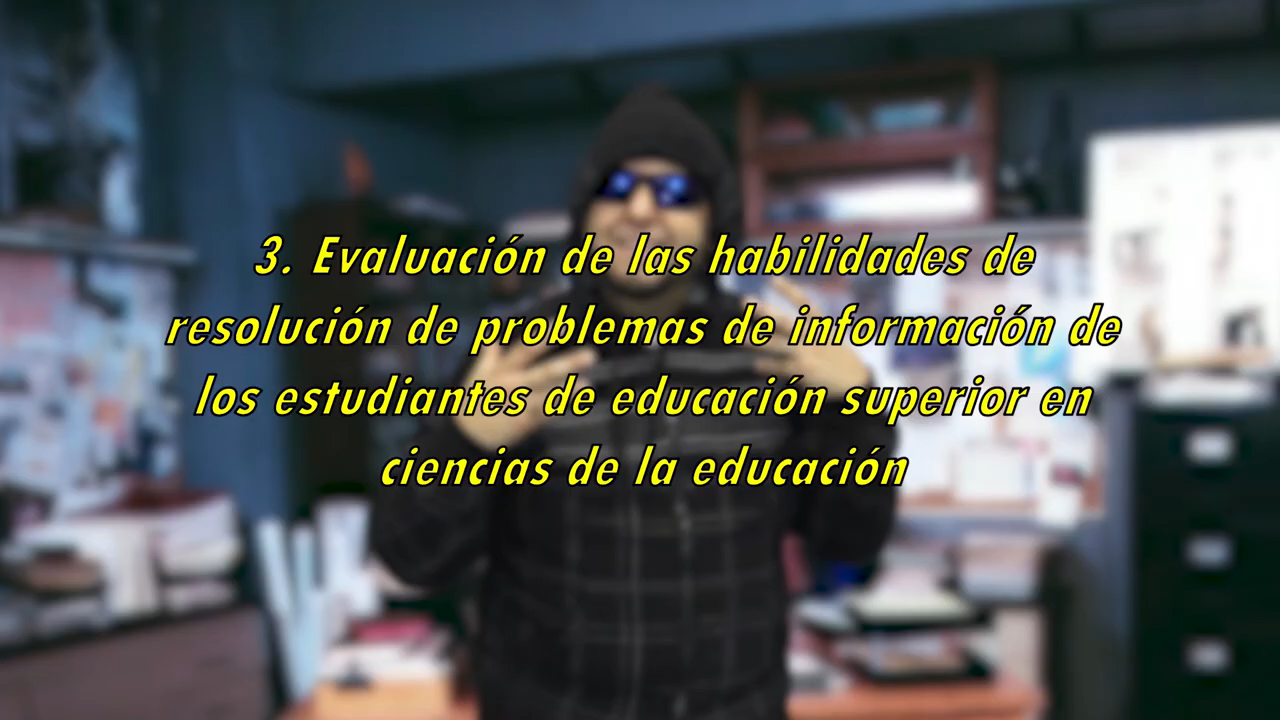 3. Evaluación de las habilidades de
resolución de problemas de información de
los estudiantes de educación superior en
ciencias de la educación